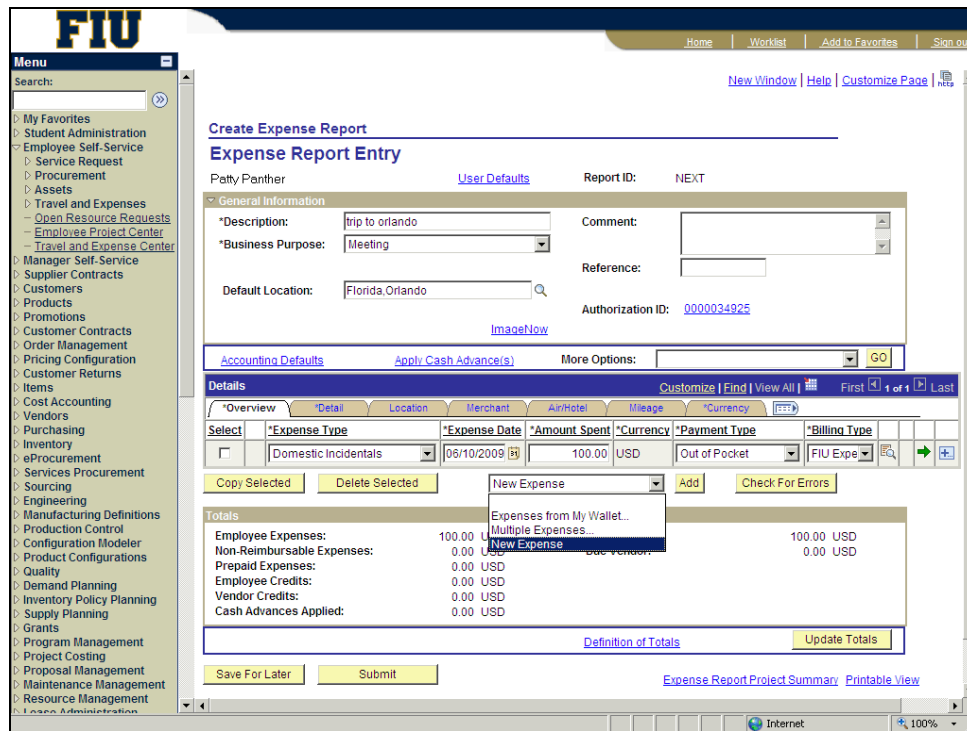 FIU
Home | Worklist | Add to Favorites | Sign ou
Menu
Search:
My Favorites
Student Administration
Employee Self-Service
Service Request
Procurement
Assets
Travel and Expenses
Open Resource Requests
Employee Project Center
Travel and Expense Center
Manager Self-Service
Supplier Contracts
Customers
Products
Promotions
Customer Contracts
Order Management
Pricing Configuration
Customer Returns
Items
Cost Accounting
Vendors
Purchasing
Inventory
eProcurement
Services Procurement
Sourcing
Engineering
Manufacturing Definitions
Production Control
Configuration Modeler
Product Configurations
Quality
Demand Planning
Inventory Policy Planning
Supply Planning
Grants
Program Management
Project Costing
Proposal Management
Maintenance Management
Resource Management
Lease Administration
New Window | Help | Customize Page | http
Create Expense Report
Expense Report Entry
Patty Panther User Defaults Report ID: NEXT
General Information
*Description: trip to orlando Comment:
*Business Purpose: Meeting
Reference:
Default Location: Florida,Orlando
Authorization ID: 0000034925
ImageNow
Accounting Defaults Apply Cash Advance(s) More Options: GO
Details Customize | Find | View All | First 1 of 1 Last
*Overview *Detail Location Merchant Air/Hotel Mileage *Currency
Select *Expense Type *Expense Date *Amount Spent *Currency *Payment Type *Billing Type
Domestic Incidentals 06/10/2009 31 100.00 USD Out of Pocket FIU Expe
Copy Selected Delete Selected New Expense Add Check For Errors
Expenses from My Wallet...
Multiple Expenses...
New Expense
Totals
Employee Expenses: 100.00 U 100.00 USD
Non-Reimbursable Expenses: 0.00 USD Due Vendor: 0.00 USD
Prepaid Expenses: 0.00 USD
Employee Credits: 0.00 USD
Vendor Credits: 0.00 USD
Cash Advances Applied: 0.00 USD
Definition of Totals Update Totals
Save For Later Submit
Expense Report Project Summary Printable View
Internet 100%